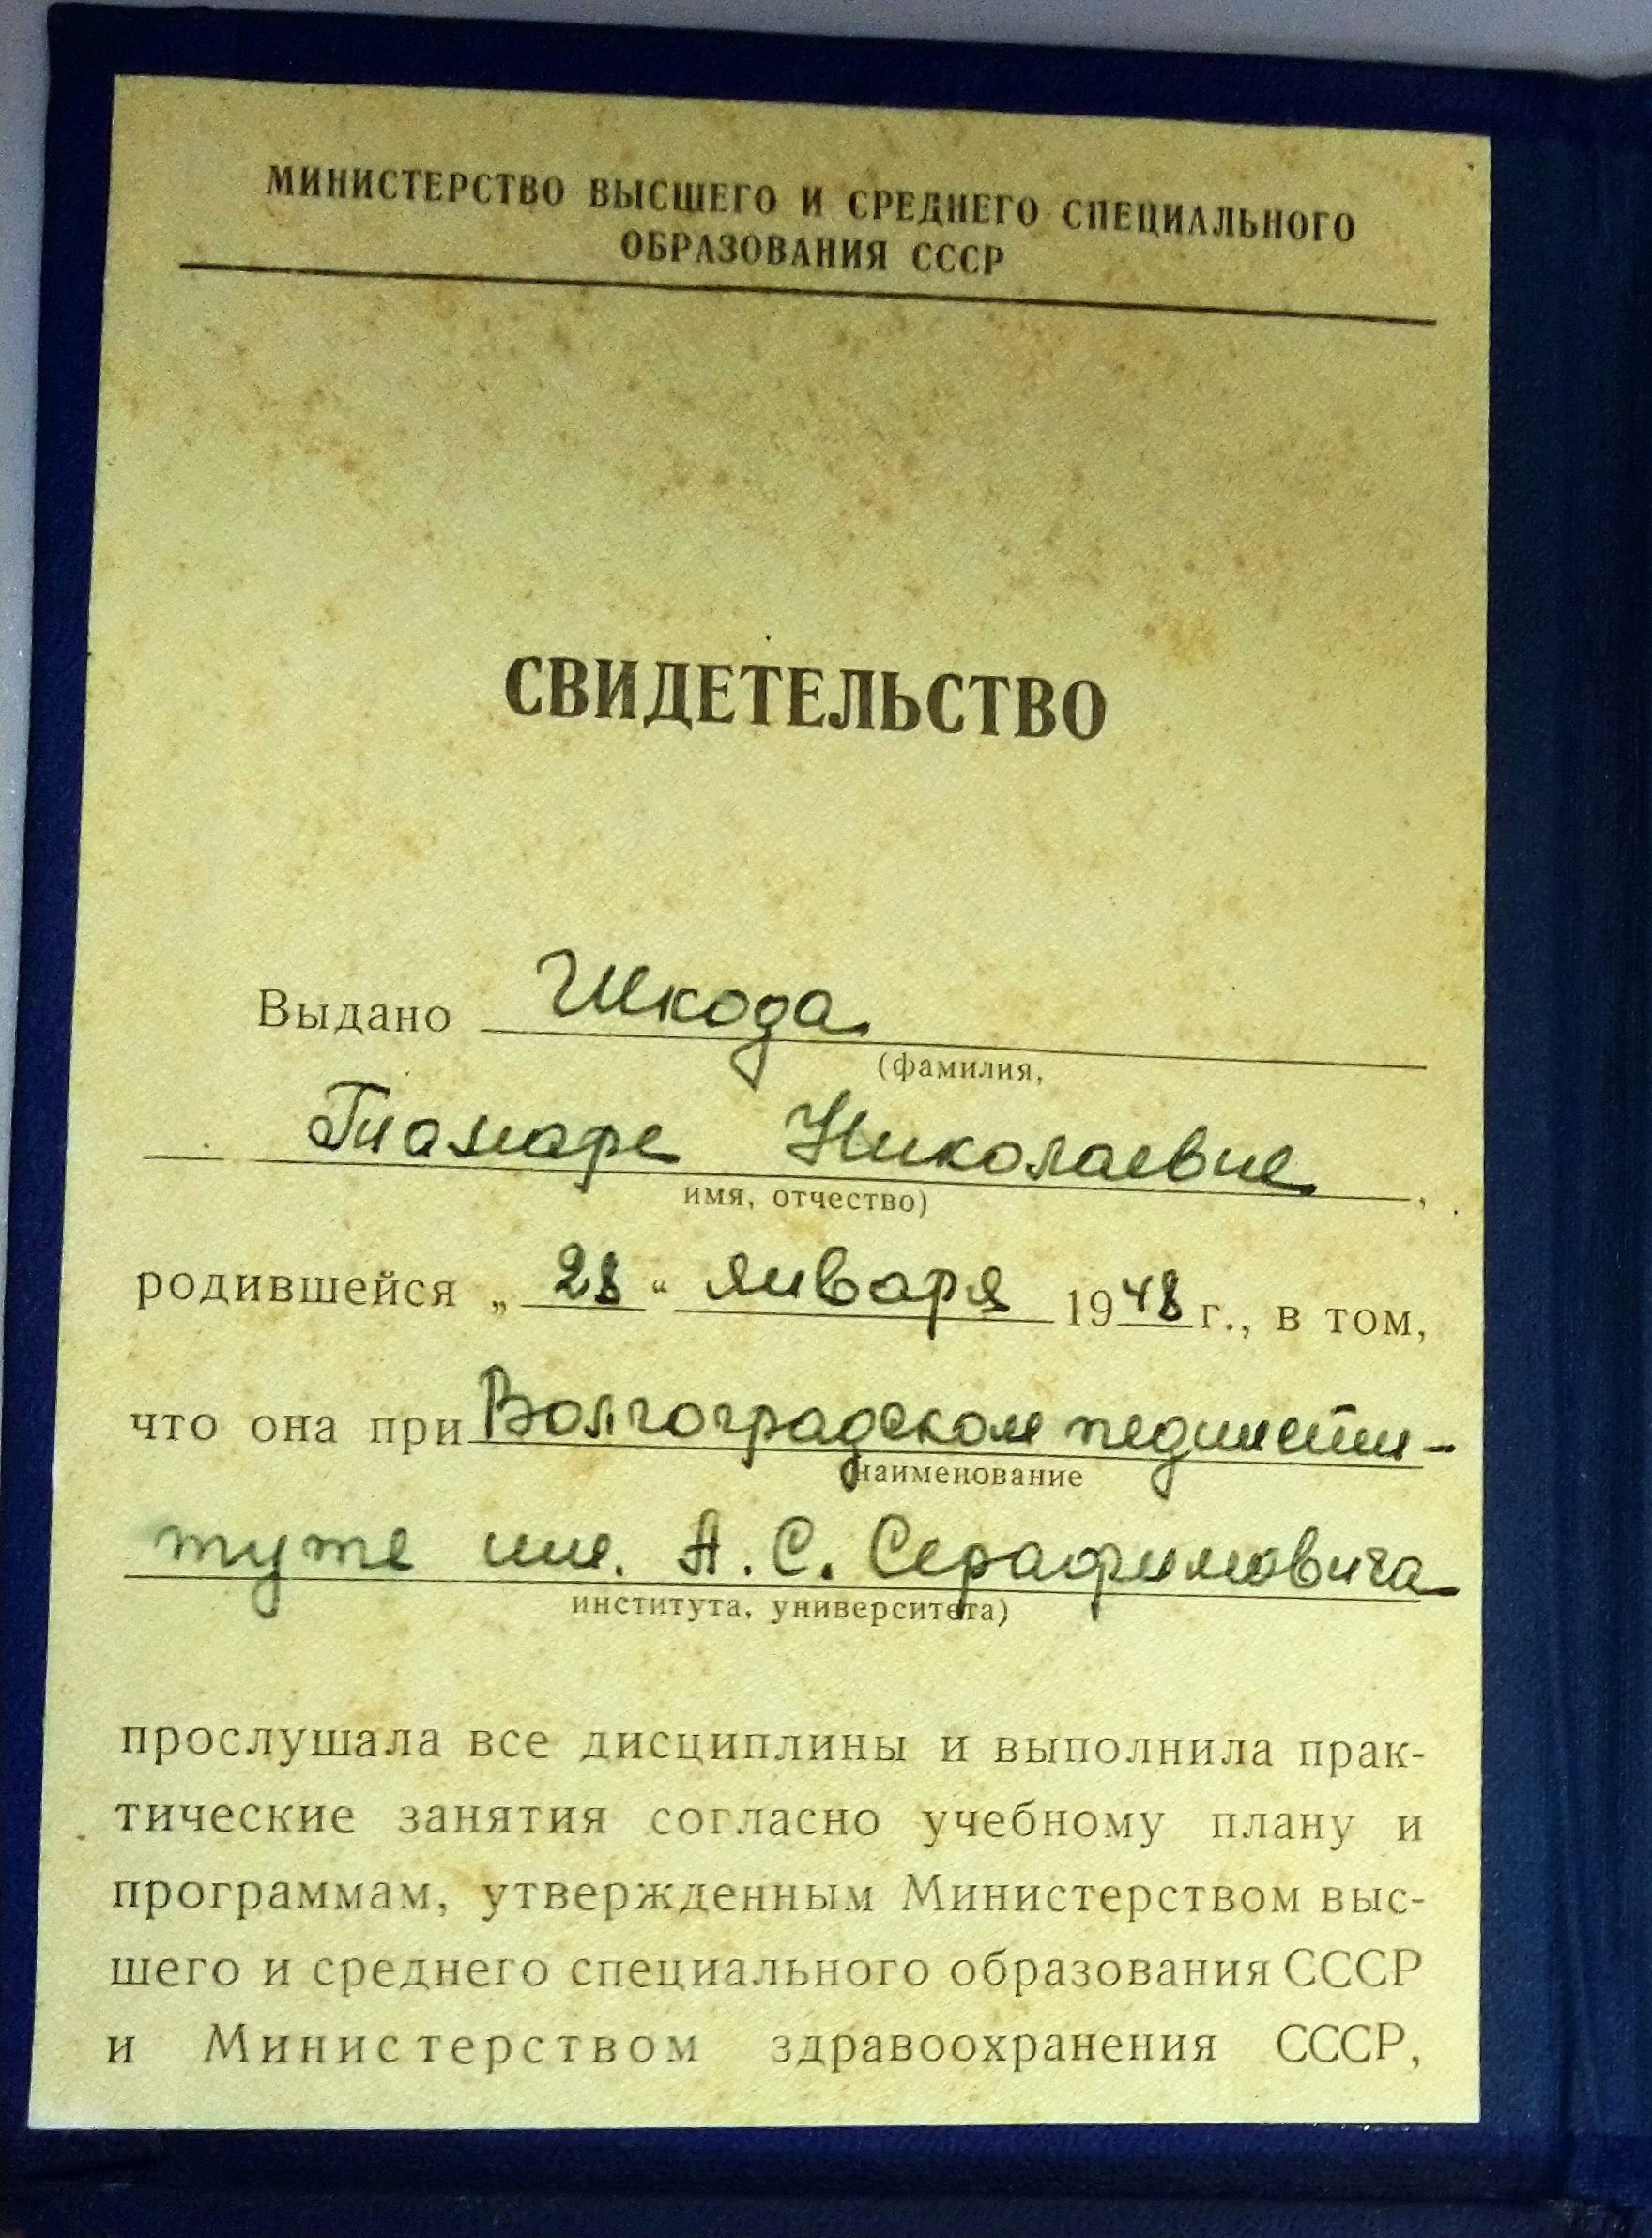 МИНИСТЕРСТВО ВЫСШЕГО И СРЕДНЕГО СПЕЦИАЛЬНОГО
ОБРАЗОВАНИЯ СССР
СВИДЕТЕЛЬСТВО
Выдано Шкода
(фамилия,
Тамаре Николаевне,
имя, отчество)
родившейся „28“ января 1948 г., в том,
что она при Волгоградском пединсти-
наименование
туте им. А. С. Серафимовича
института, университета)
прослушала все дисциплины и выполнила прак-
тические занятия согласно учебному плану и
программам, утвержденным Министерством выс-
шего и среднего специального образования СССР
и Министерством здравоохранения СССР,